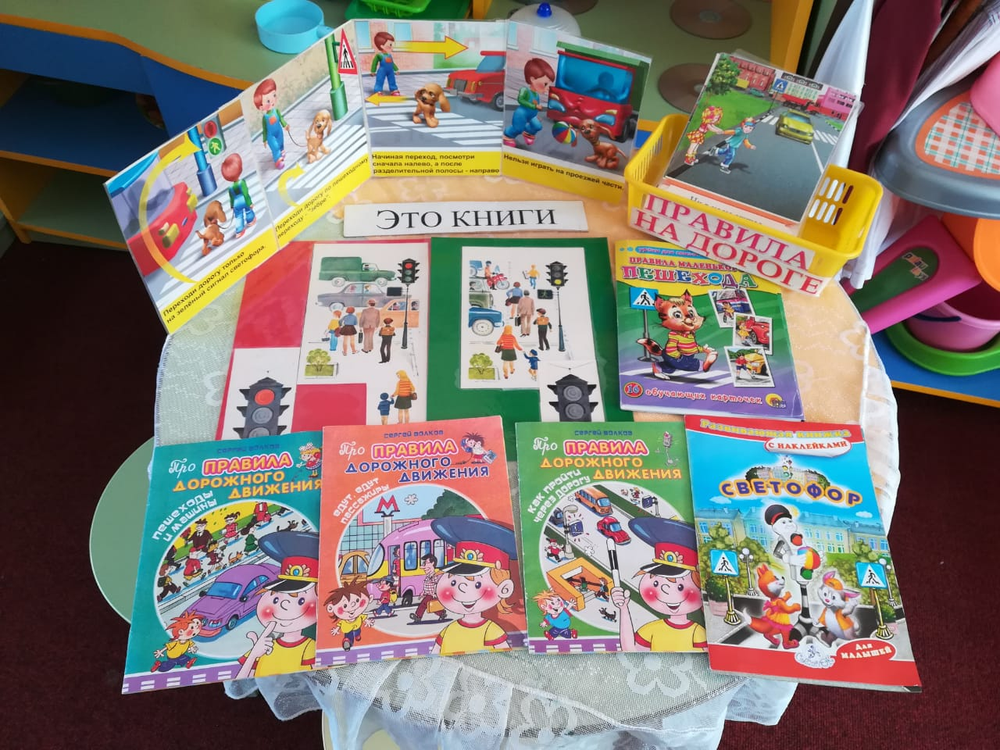 Переходи дорогу только
на зелёный сигнал светофора.
Переходи дорогу по пешеходному
переходу - "зебре".
Начиная переход, посмотри
сначала налево, а после
разделительной полосы - направо
Нельзя играть на проезжей части.
ЭТО КНИГИ
ПРАВИЛА
НА ДОРОГЕ
ПРАВИЛА МАЛЕНЬКОГО
ПЕШЕХОДА
16 обучающих карточек
СЕРГЕЙ ВОЛКОВ
Про ПРАВИЛА
ДОРОЖНОГО
ДВИЖЕНИЯ
ПЕШЕХОДЫ
И МАШИНЫ
СЕРГЕЙ ВОЛКОВ
Про ПРАВИЛА
ДОРОЖНОГО
ДВИЖЕНИЯ
ЕДУТ, ЕДУТ
ПАССАЖИРЫ
М
СЕРГЕЙ ВОЛКОВ
Про ПРАВИЛА
ДОРОЖНОГО
ДВИЖЕНИЯ
КАК ПРОЙТИ
ЧЕРЕЗ ДОРОГУ
Развивающая книжка
С НАКЛЕЙКАМИ
СВЕТОФОР
Для
МАЛЫШЕЙ